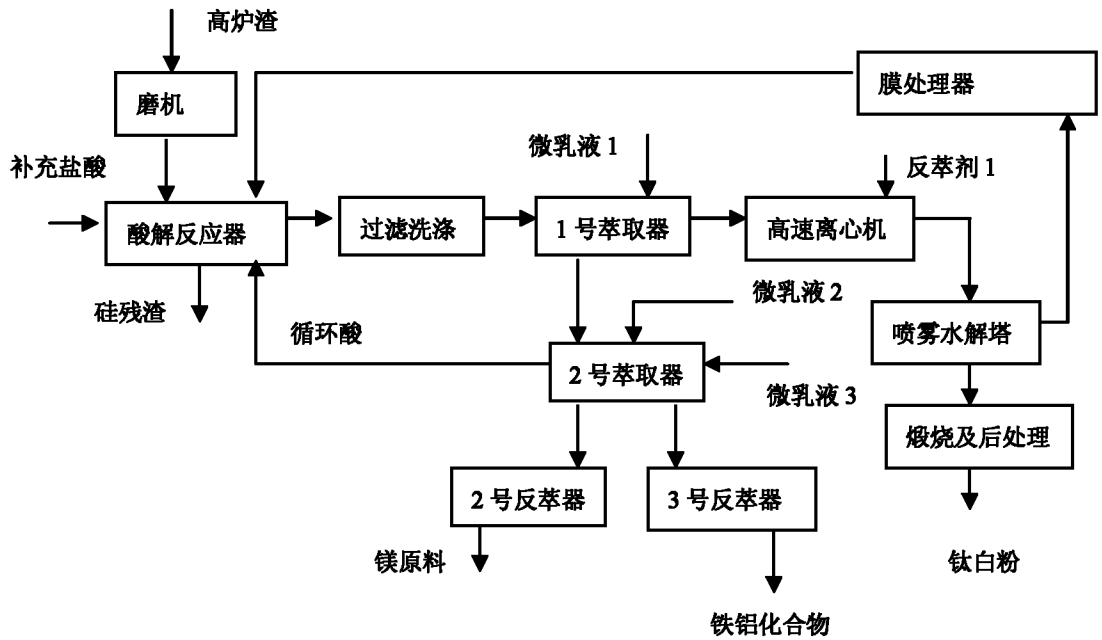 高炉渣
膜处理器
磨机
微乳液 1
反萃剂 1
补充盐酸
酸解反应器
过滤洗涤
1 号萃取器
高速离心机
微乳液 2
硅残渣
循环酸
喷雾水解塔
2 号萃取器
微乳液 3
煅烧及后处理
2 号反萃器
3 号反萃器
镁原料
钛白粉
铁铝化合物